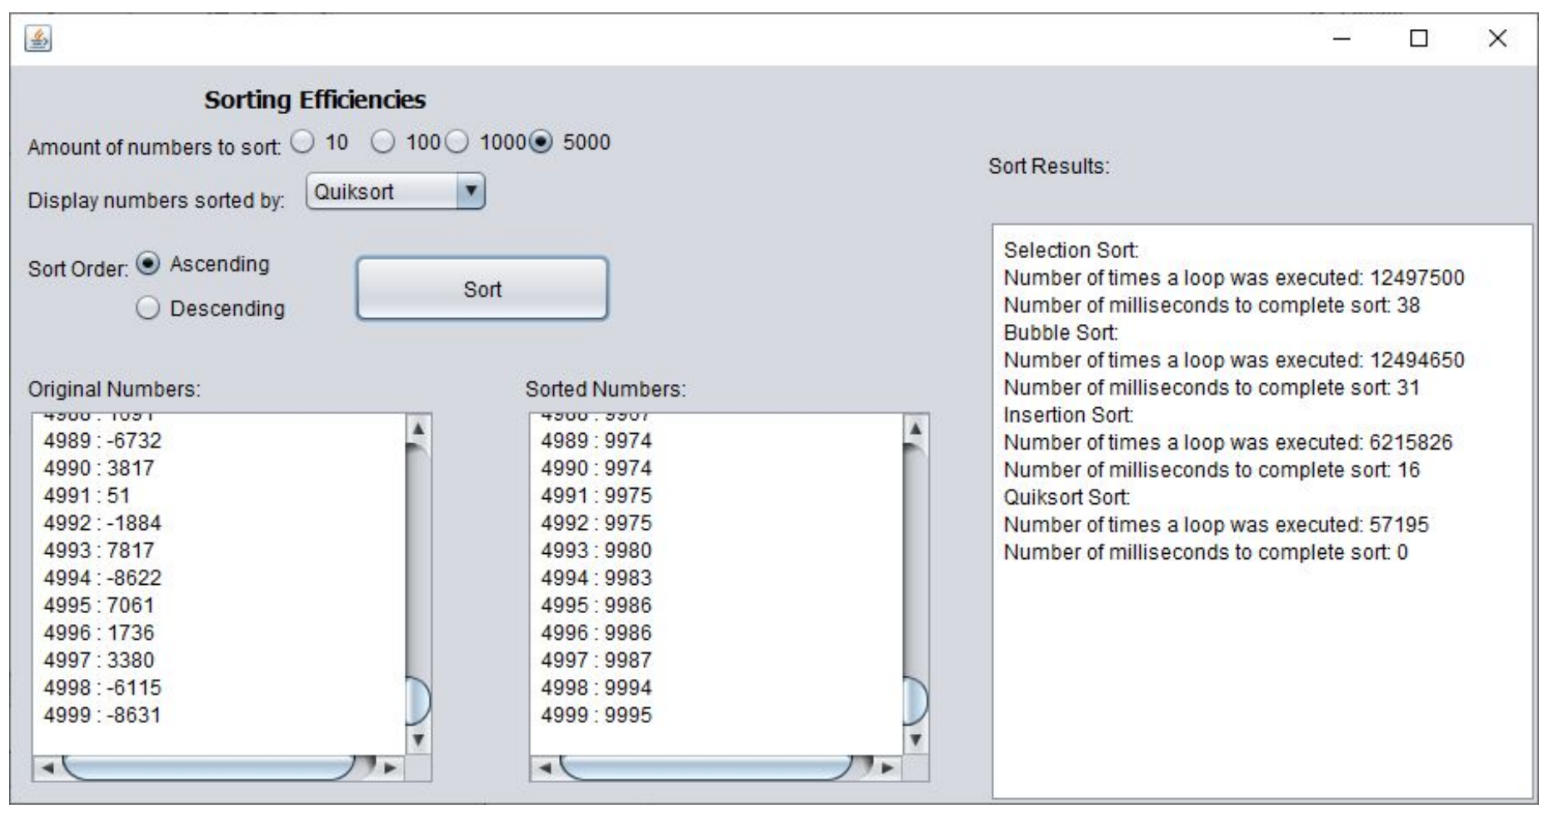 Sorting Efficiencies
Amount of numbers to sort: 10 100 1000 5000
Display numbers sorted by: Quiksort
Sort Order: Ascending
Descending
Sort
Original Numbers:
4989 : -6732
4990 : 3817
4991 : 51
4992 : -1884
4993 : 7817
4994 : -8622
4995 : 7061
4996 : 1736
4997 : 3380
4998 : -6115
4999 : -8631
Sorted Numbers:
4989 : 9974
4990 : 9974
4991 : 9975
4992 : 9975
4993 : 9980
4994 : 9983
4995 : 9986
4996 : 9986
4997 : 9987
4998 : 9994
4999 : 9995
Sort Results:
Selection Sort:
Number of times a loop was executed: 12497500
Number of milliseconds to complete sort: 38
Bubble Sort:
Number of times a loop was executed: 12494650
Number of milliseconds to complete sort: 31
Insertion Sort:
Number of times a loop was executed: 6215826
Number of milliseconds to complete sort: 16
Quiksort Sort:
Number of times a loop was executed: 57195
Number of milliseconds to complete sort: 0